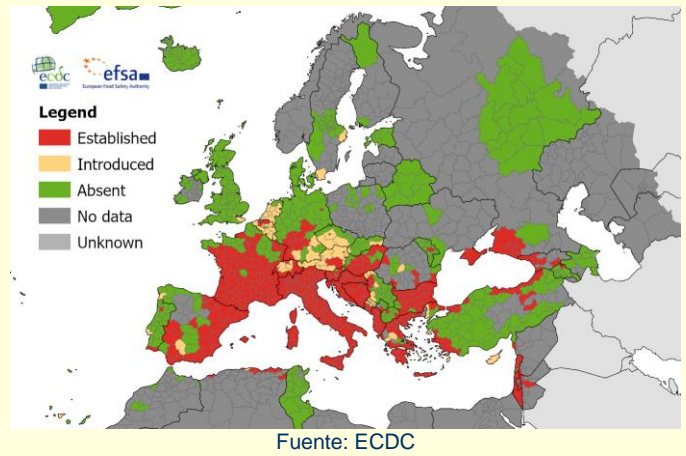 ecdc
efsa
European Food Safety Authority
Legend
Established
Introduced
Absent
No data
Unknown
Fuente: ECDC